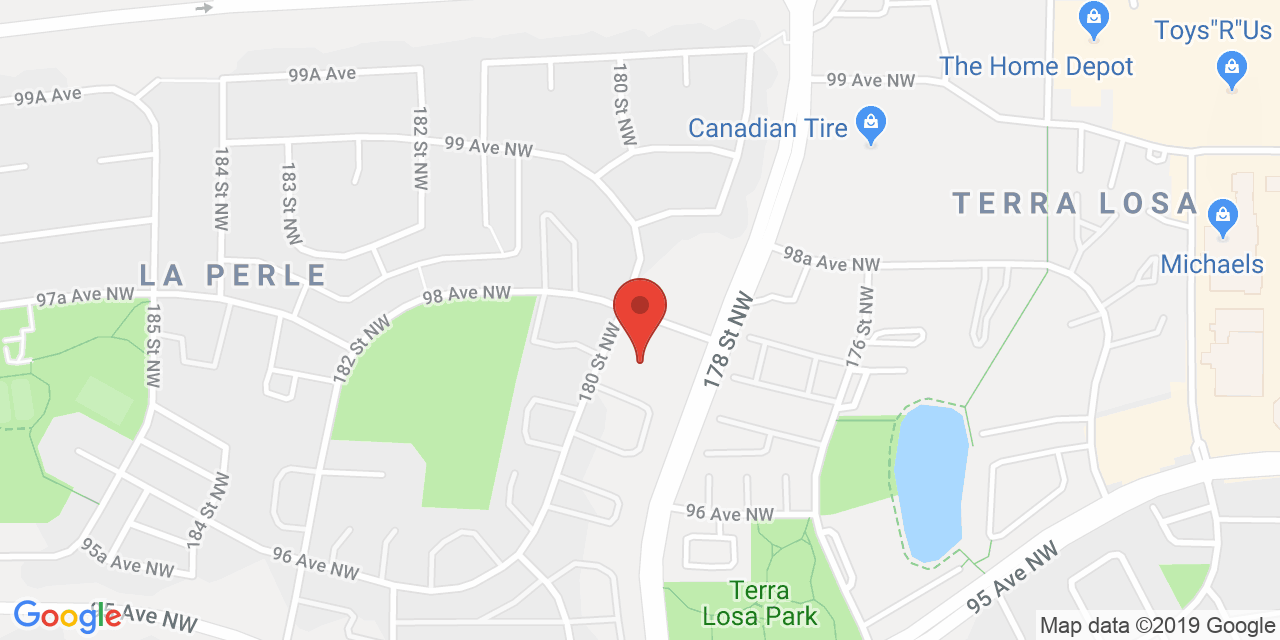 Toys"R"Us
The Home Depot
99A Ave
99A Ave
180 St NW
99 Ave NW
Canadian Tire
182 St NW
99 Ave NW
184 St NW
183 St NW
TERRA LOSA
98a Ave NW
Michaels
LA PERLE
97a Ave NW
98 Ave NW
185 St NW
182 St NW
180 St NW
178 St NW
176 St NW
184 St NW
96 Ave NW
95a Ave NW
96 Ave NW
95 Ave NW
Terra
Losa Park
Google
95 Ave NW
Map data ©2019 Google